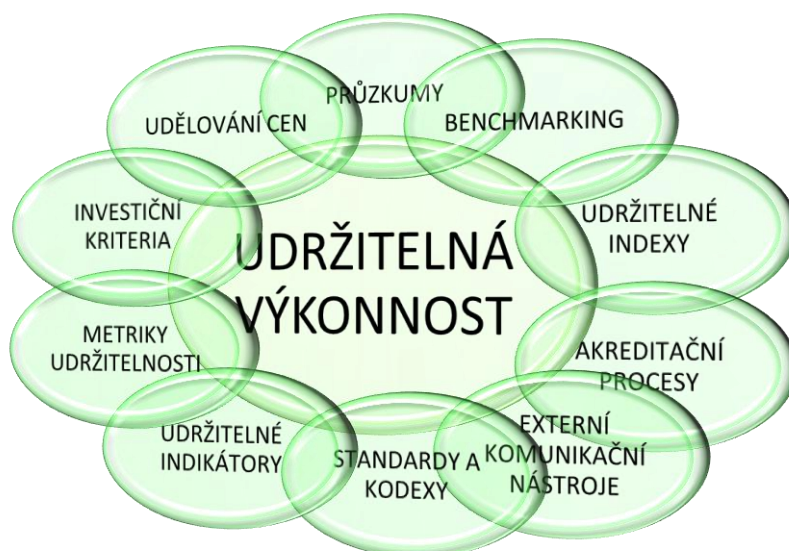 PRŮZKUMY
UDĚLOVÁNÍ CEN
BENCHMARKING
INVESTIČNÍ
KRITERIA
UDRŽITELNÉ
INDEXY
UDRŽITELNÁ
VÝKONNOST
METRIKY
UDRŽITELNOSTI
AKREDITAČNÍ
PROCESY
UDRŽITELNÉ
INDIKÁTORY
STANDARDY A
KODEXY
EXTERNÍ
KOMUNIKAČNÍ
NÁSTROJE